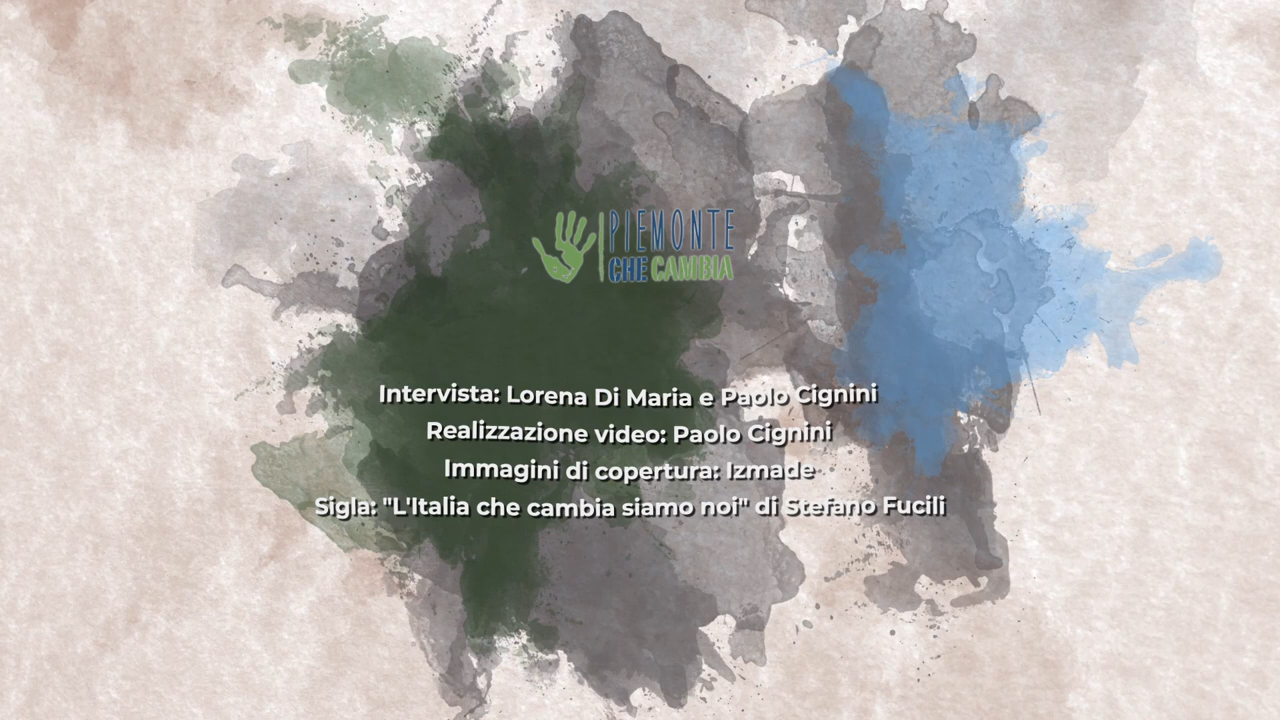 PIEMONTE
CHE CAMBIA
Intervista: Lorena Di Maria e Paolo Cignini
Realizzazione video: Paolo Cignini
Immagini di copertura: Izmade
Sigla: "L'Italia che cambia siamo noi" di Stefano Fucili